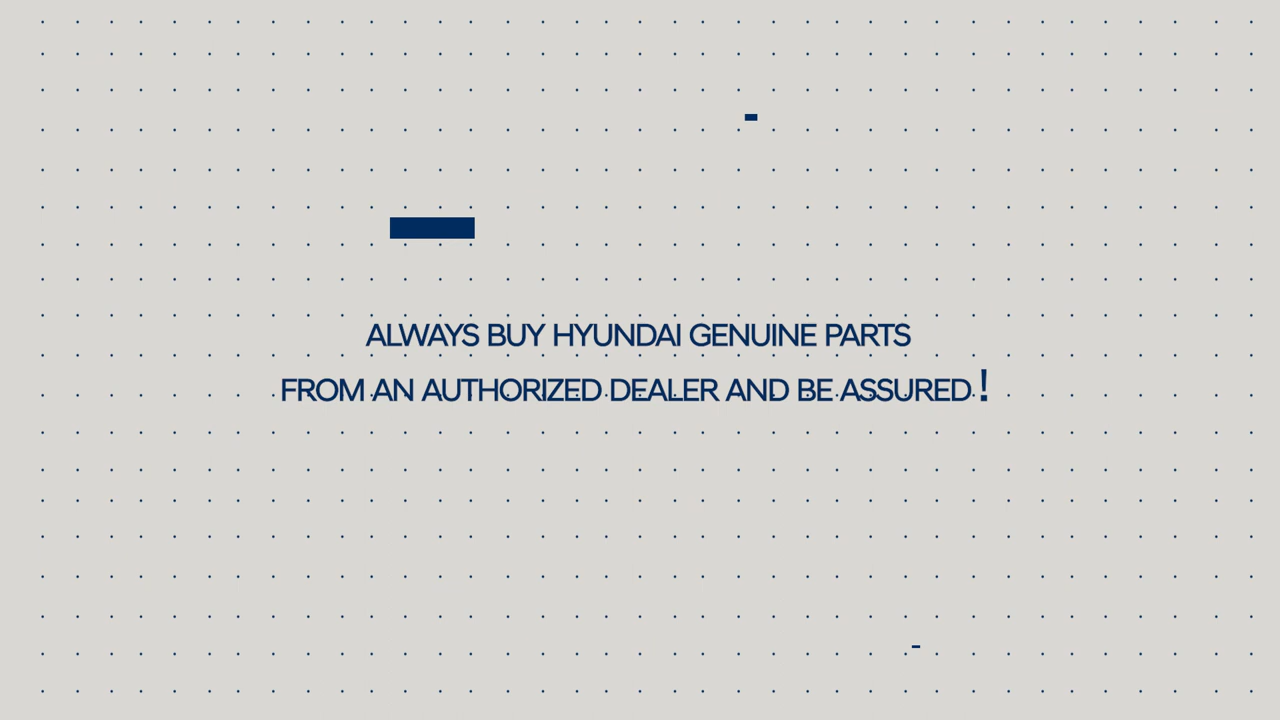 ALWAYS BUY HYUNDAI GENUINE PARTS
FROM AN AUTHORIZED DEALER AND BE ASSURED!